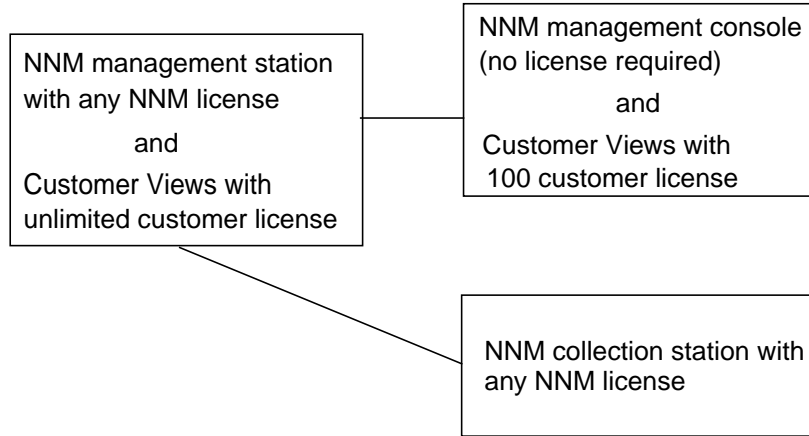 NNM management station
with any NNM license
and
Customer Views with
unlimited customer license
NNM management console
(no license required)
and
Customer Views with
100 customer license
NNM collection station with
any NNM license